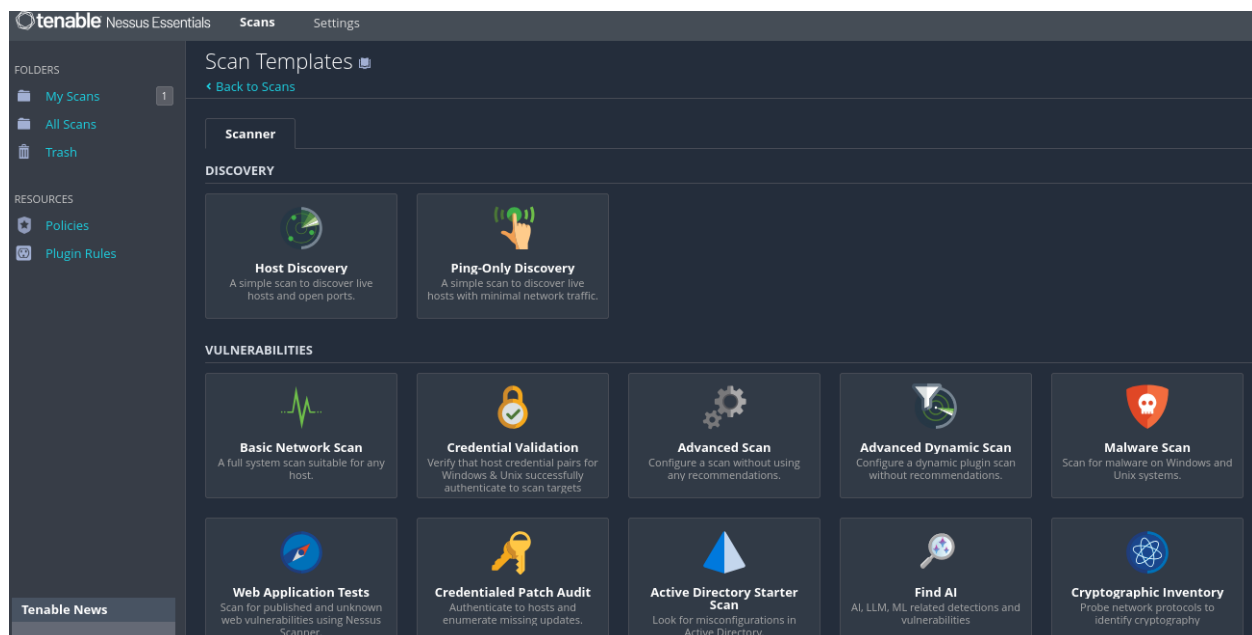 tenable Nessus Essentials Scans Settings
FOLDERS
My Scans 1
All Scans
Trash
RESOURCES
Policies
Plugin Rules
Tenable News
Scan Templates
Back to Scans
Scanner
DISCOVERY
Host Discovery
A simple scan to discover live
hosts and open ports.
Ping-Only Discovery
A simple scan to discover live
hosts with minimal network traffic.
VULNERABILITIES
Basic Network Scan
A full system scan suitable for any
host.
Credential Validation
Verify that host credential pairs for
Windows & Unix successfully
authenticate to scan targets
Advanced Scan
Configure a scan without using
any recommendations.
Advanced Dynamic Scan
Configure a dynamic plugin scan
without recommendations.
Malware Scan
Scan for malware on Windows and
Unix systems.
Web Application Tests
Scan for published and unknown
web vulnerabilities using Nessus
Scanner
Credentialed Patch Audit
Authenticate to hosts and
enumerate missing updates.
Active Directory Starter
Scan
Look for misconfigurations in
Active Directory
Find AI
AI, LLM, ML related detections and
vulnerabilities
Cryptographic Inventory
Probe network protocols to
identify cryptography